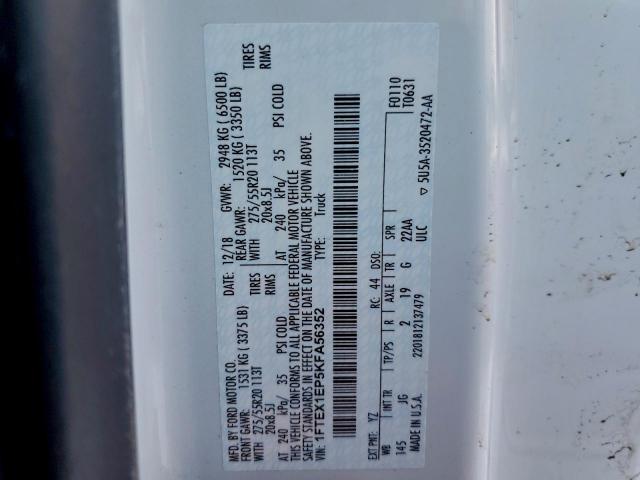 MFD. BY FORD MOTOR CO. DATE: 12/18 GVWR: 2948 KG ( 6500 LB)
FRONT GAWR: 1531 KG ( 3375 LB) REAR GAWR: 1520 KG ( 3350 LB)
WITH 275/55R20 113T TIRES WITH 275/55R20 113T TIRES
20x8.5J RIMS 20x8.5J RIMS
AT 240 kPa/ 35 PSI COLD AT 240 kPa/ 35 PSI COLD
THIS VEHICLE CONFORMS TO ALL APPLICABLE FEDERAL MOTOR VEHICLE
SAFETY STANDARDS IN EFFECT ON THE DATE OF MANUFACTURE SHOWN ABOVE.
VIN: 1FTEX1EP5KFA56352 TYPE: Truck
F0110
T0631
EXT PNT: YZ RC: 44 DSO:
WB INT TR TP/PS R AXLE TR SPR
145 JG 2 19 G 22AA
ULC
MADE IN U.S.A. 2201812137479 ▽ 5U5A-3520472-AA